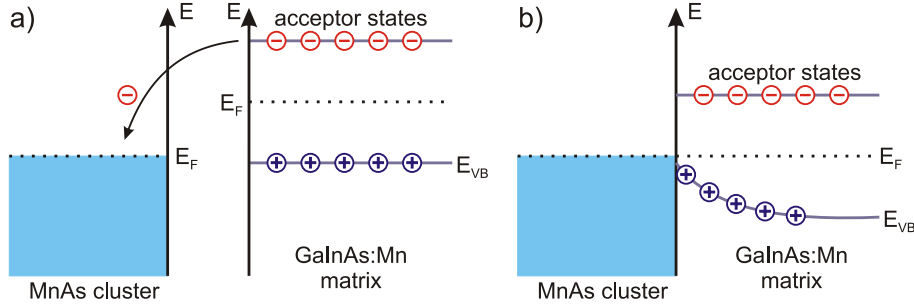 a)
E
E
acceptor states
E_F
E_F
E_VB
MnAs cluster
GaInAs:Mn
matrix
b)
E
acceptor states
E_F
E_VB
MnAs cluster
GaInAs:Mn
matrix